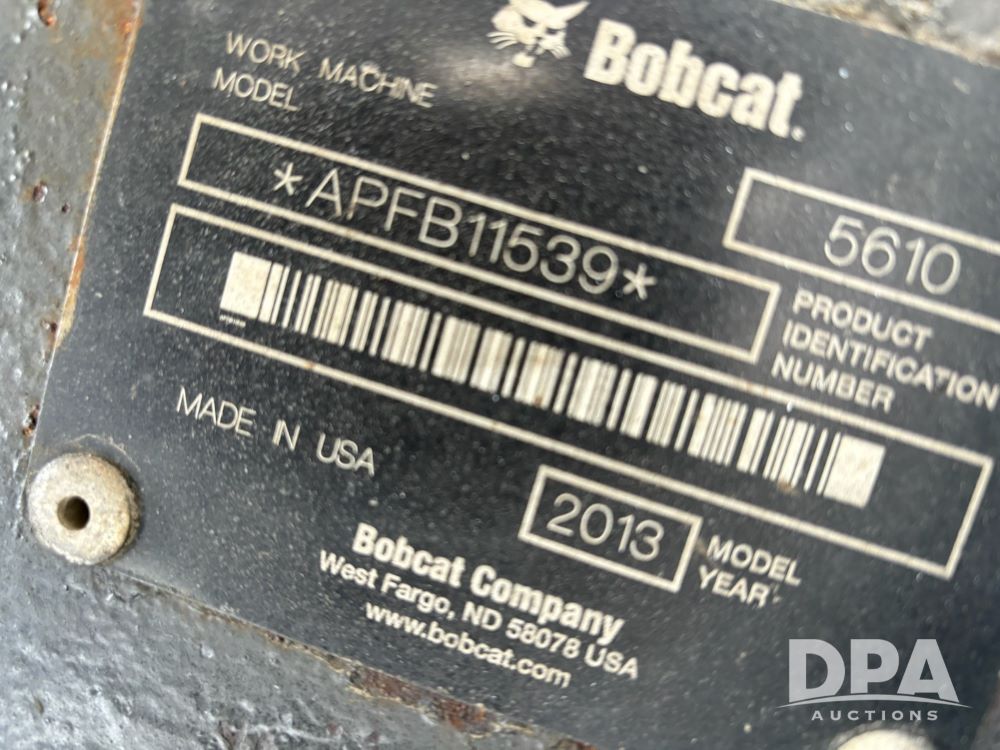 Bobcat.
WORK MACHINE
MODEL
5610
*APFB11539*
PRODUCT
IDENTIFICATION
NUMBER
MADE IN USA
2013
MODEL
YEAR
Bobcat Company
West Fargo, ND 58078 USA
www.bobcat.com
DPA
AUCTIONS